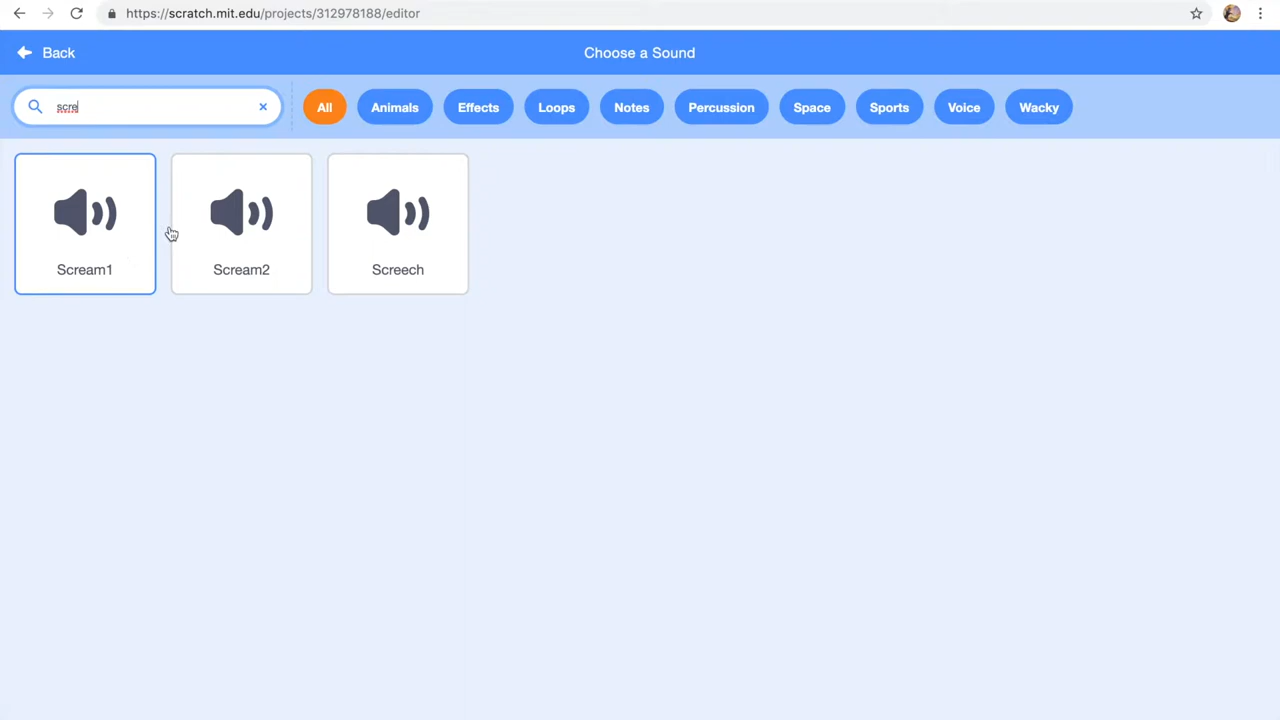 https://scratch.mit.edu/projects/312978188/editor
Back
Choose a Sound
scre
All
Animals
Effects
Loops
Notes
Percussion
Space
Sports
Voice
Wacky
Scream1
Scream2
Screech